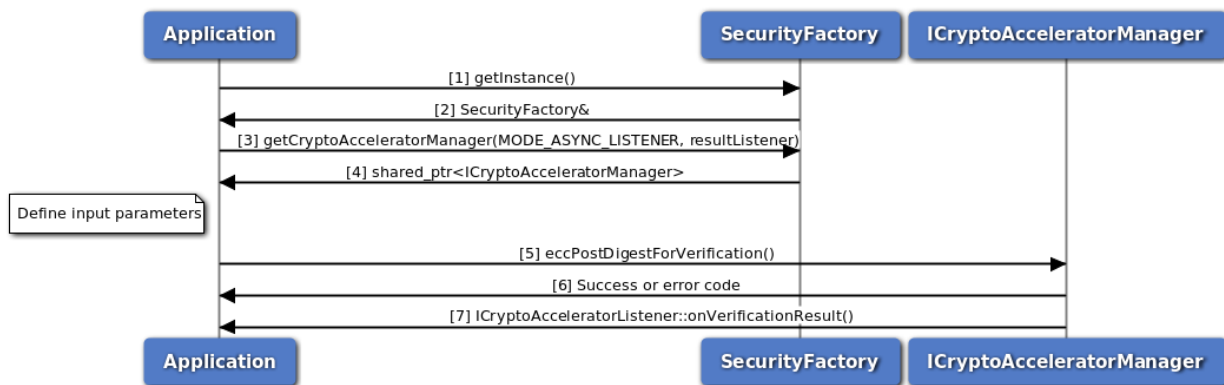 Application
SecurityFactory
ICryptoAcceleratorManager
[1] getInstance()
[2] SecurityFactory&
[3] getCryptoAcceleratorManager(MODE_ASYNC_LISTENER, resultListener)
[4] shared_ptr<ICryptoAcceleratorManager>
Define input parameters
[5] eccPostDigestForVerification()
[6] Success or error code
[7] ICryptoAcceleratorListener::onVerificationResult()
Application
SecurityFactory
ICryptoAcceleratorManager